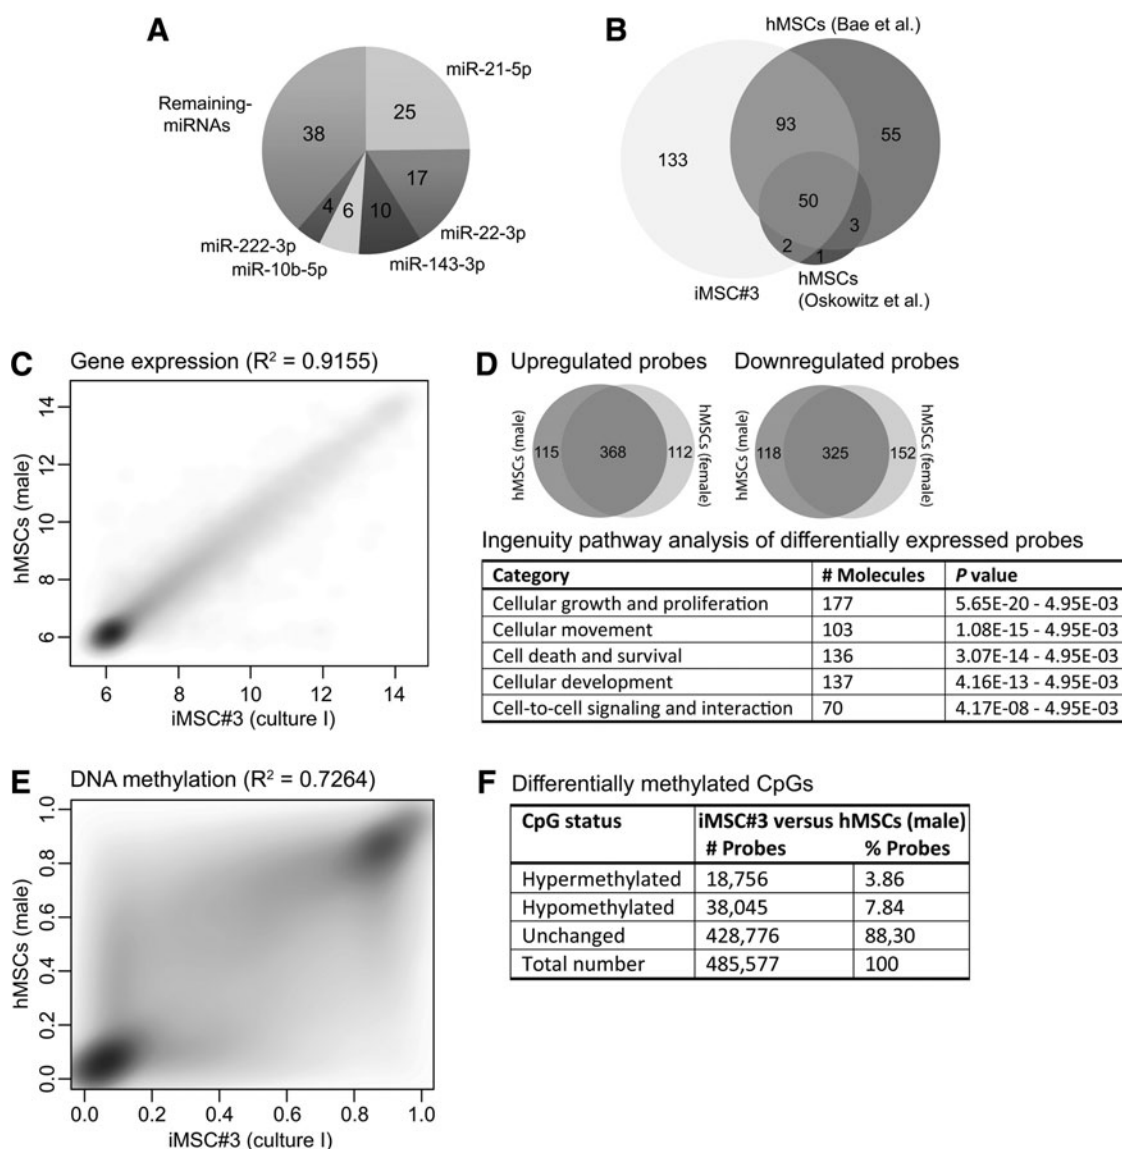 A
miR-21-5p
Remaining-
miRNAs
38
25
17
4
6
10
miR-222-3p
miR-10b-5p
miR-22-3p
miR-143-3p
B
hMSCs (Bae et al.)
93
55
133
50
3
2
1
iMSC#3
hMSCs
(Oskowitz et al.)
C
Gene expression (R² = 0.9155)
hMSCs (male)
14
12
10
8
6
6
8
10
12
14
iMSC#3 (culture I)
D
Upregulated probes
hMSCs (male)
115
368
112
hMSCs (female)
Downregulated probes
hMSCs (male)
118
325
152
hMSCs (female)
Ingenuity pathway analysis of differentially expressed probes
Category # Molecules P value
Cellular growth and proliferation 177 5.65E-20 - 4.95E-03
Cellular movement 103 1.08E-15 - 4.95E-03
Cell death and survival 136 3.07E-14 - 4.95E-03
Cellular development 137 4.16E-13 - 4.95E-03
Cell-to-cell signaling and interaction 70 4.17E-08 - 4.95E-03
E
DNA methylation (R² = 0.7264)
hMSCs (male)
1.0
0.8
0.6
0.4
0.2
0.0
0.0
0.2
0.4
0.6
0.8
1.0
iMSC#3 (culture I)
F
Differentially methylated CpGs
CpG status iMSC#3 versus hMSCs (male)
# Probes % Probes
Hypermethylated 18,756 3.86
Hypomethylated 38,045 7.84
Unchanged 428,776 88,30
Total number 485,577 100